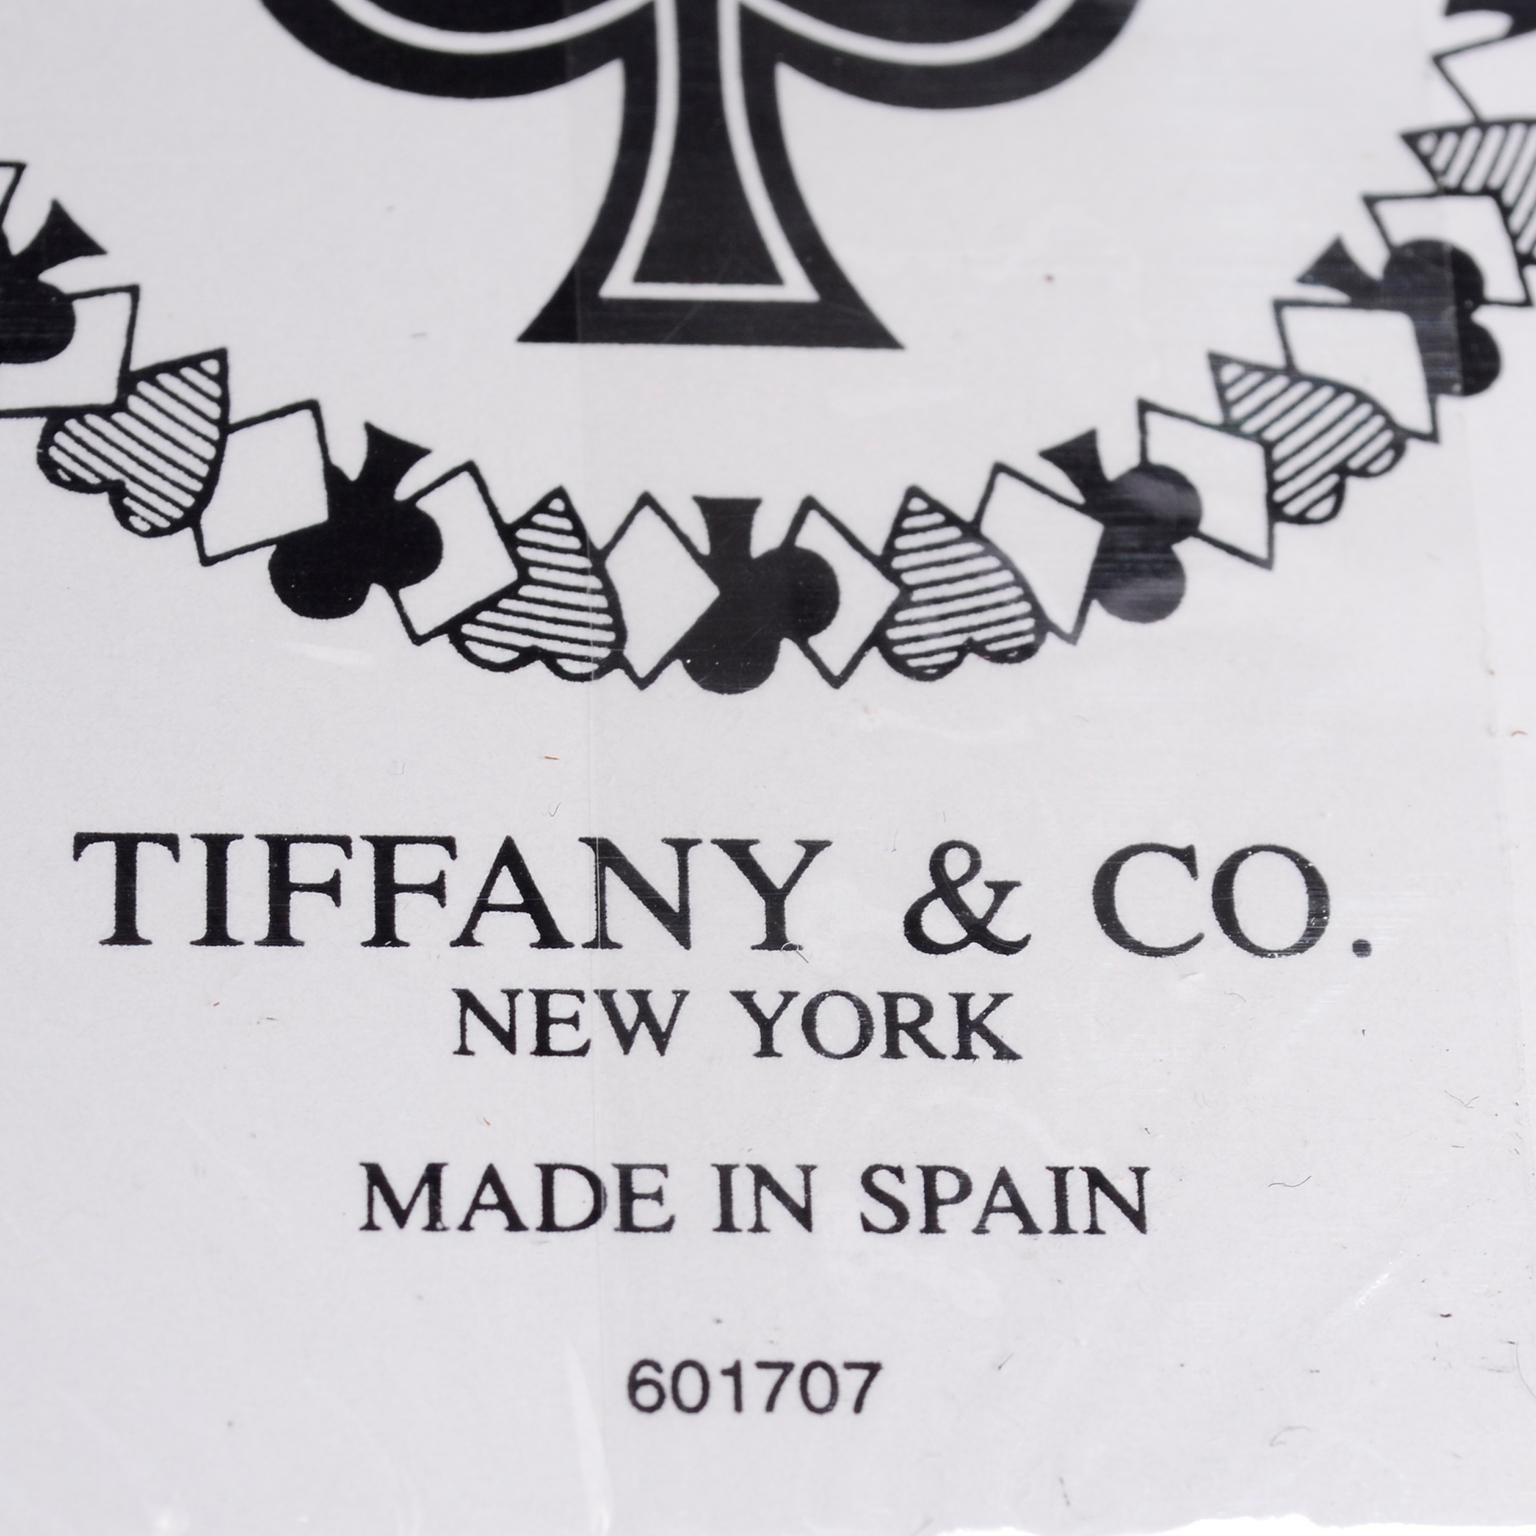 TIFFANY & CO.
NEW YORK
MADE IN SPAIN
601707